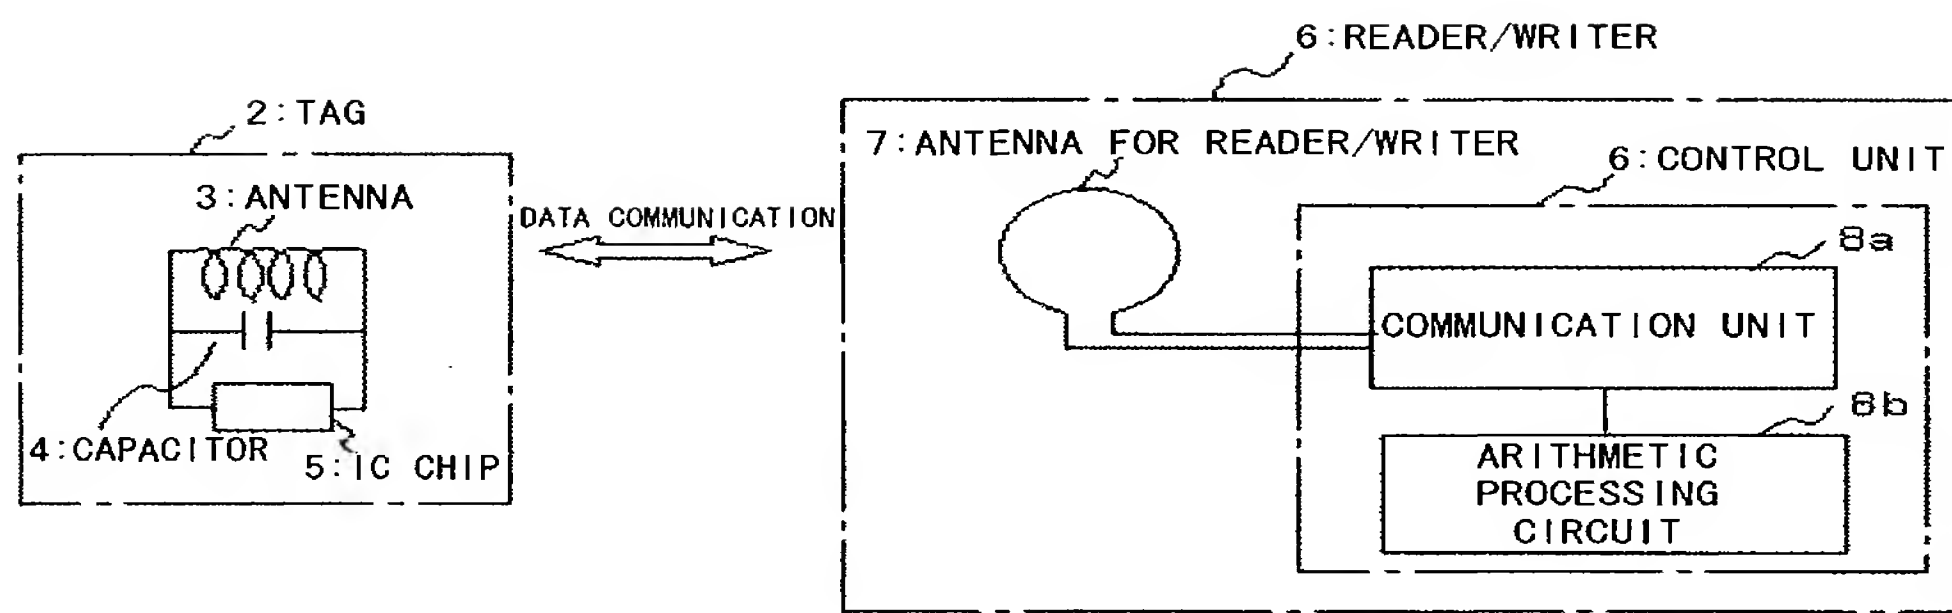 6:READER/WRITER
2:TAG
7:ANTENNA FOR READER/WRITER
6:CONTROL UNIT
3:ANTENNA
DATA COMMUNICATION
8a
COMMUNICATION UNIT
8b
4:CAPACITOR
5:IC CHIP
ARITHMETIC
PROCESSING
CIRCUIT